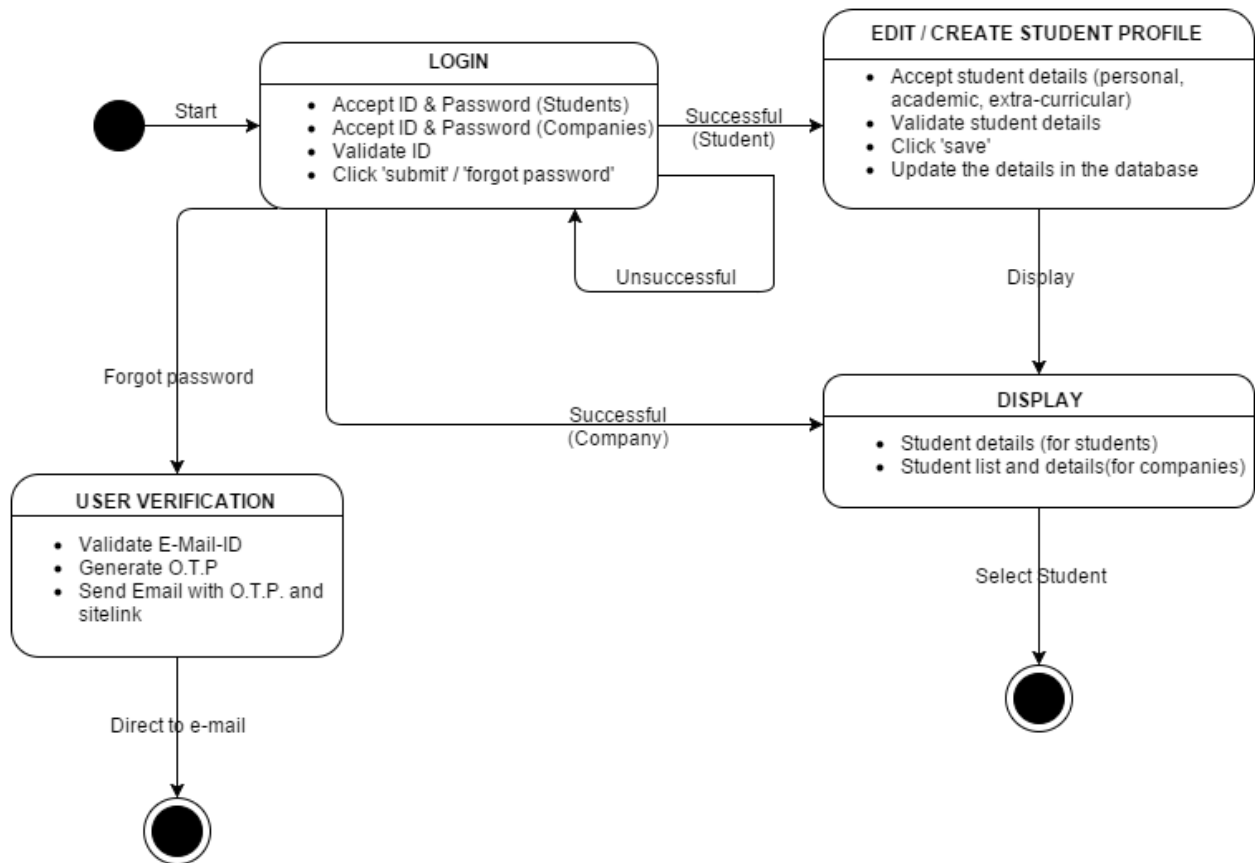 Start
LOGIN
Accept ID & Password (Students)
Accept ID & Password (Companies)
Validate ID
Click 'submit' / 'forgot password'
Successful
(Student)
EDIT / CREATE STUDENT PROFILE
Accept student details (personal,
academic, extra-curricular)
Validate student details
Click 'save'
Update the details in the database
Unsuccessful
Display
Forgot password
Successful
(Company)
DISPLAY
Student details (for students)
Student list and details(for companies)
USER VERIFICATION
Validate E-Mail-ID
Generate O.T.P
Send Email with O.T.P. and
sitelink
Select Student
Direct to e-mail